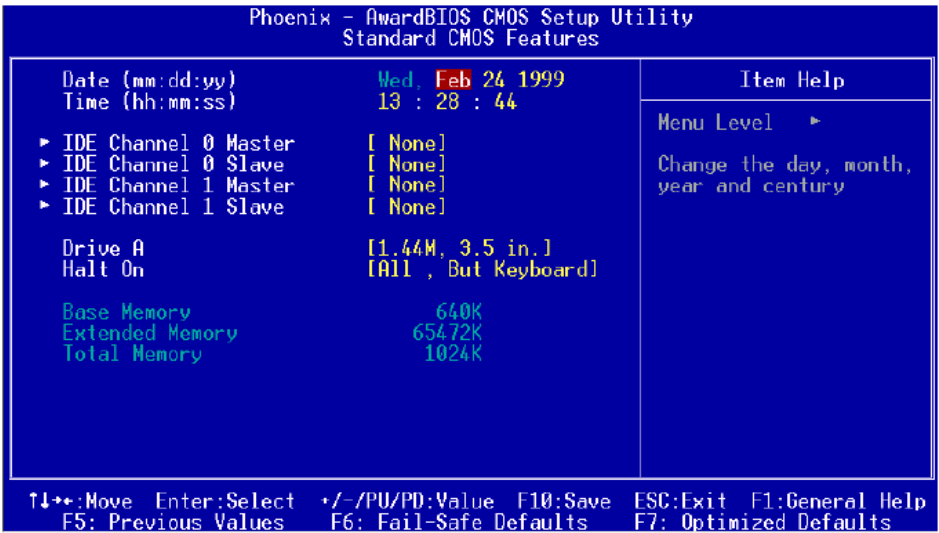 Phoenix - AwardBIOS CMOS Setup Utility
Standard CMOS Features
Date (mm:dd:yy) Wed, Feb 24 1999
Time (hh:mm:ss) 13 : 28 : 44
► IDE Channel 0 Master [ None]
► IDE Channel 0 Slave [ None]
► IDE Channel 1 Master [ None]
► IDE Channel 1 Slave [ None]
Drive A [1.44M, 3.5 in.]
Halt On [All , But Keyboard]
Base Memory 640K
Extended Memory 65472K
Total Memory 1024K
Item Help
Menu Level ►
Change the day, month,
year and century
↑↓→←:Move Enter:Select +/-/PU/PD:Value F10:Save ESC:Exit F1:General Help
F5: Previous Values F6: Fail-Safe Defaults F7: Optimized Defaults